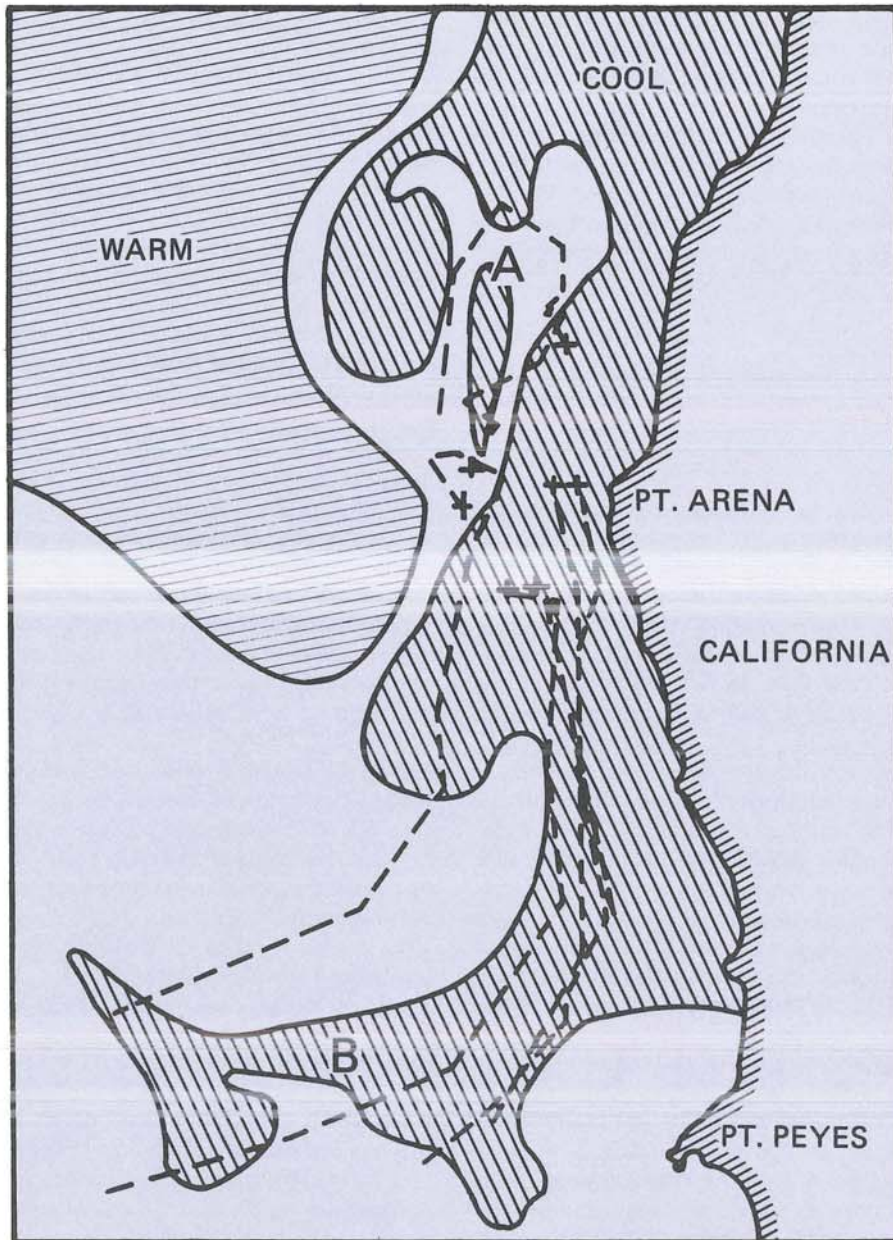 COOL
WARM
A
PT. ARENA
CALIFORNIA
B
PT. PEYES